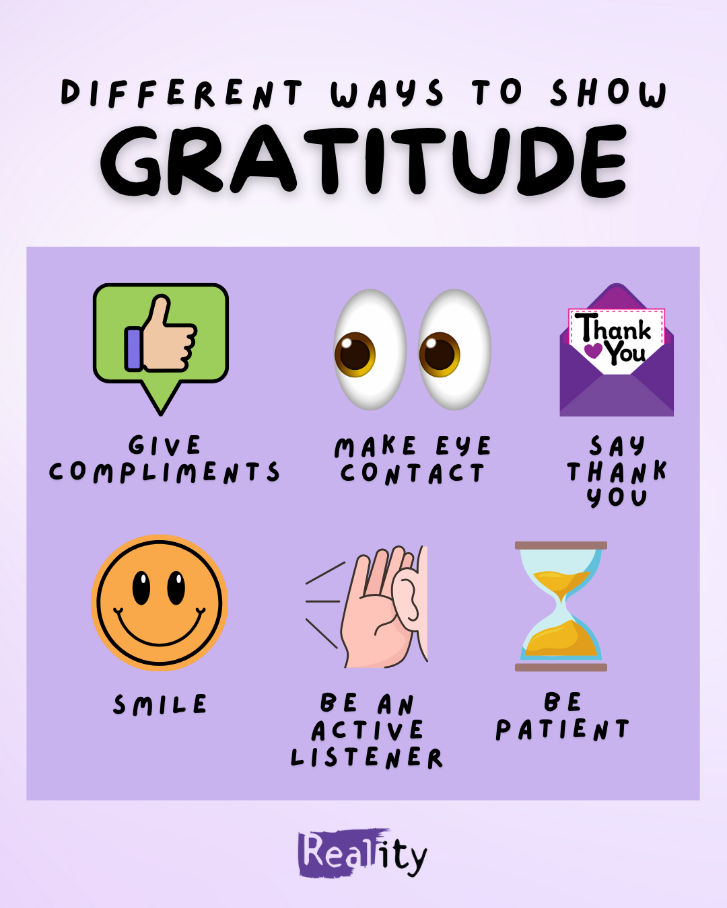 DIFFERENT WAYS TO SHOW
GRATITUDE
Thank
You
GIVE
COMPLIMENTS
MAKE EYE
CONTACT
SAY
THANK
YOU
SMILE
BE AN
ACTIVE
LISTENER
BE
PATIENT
Reality